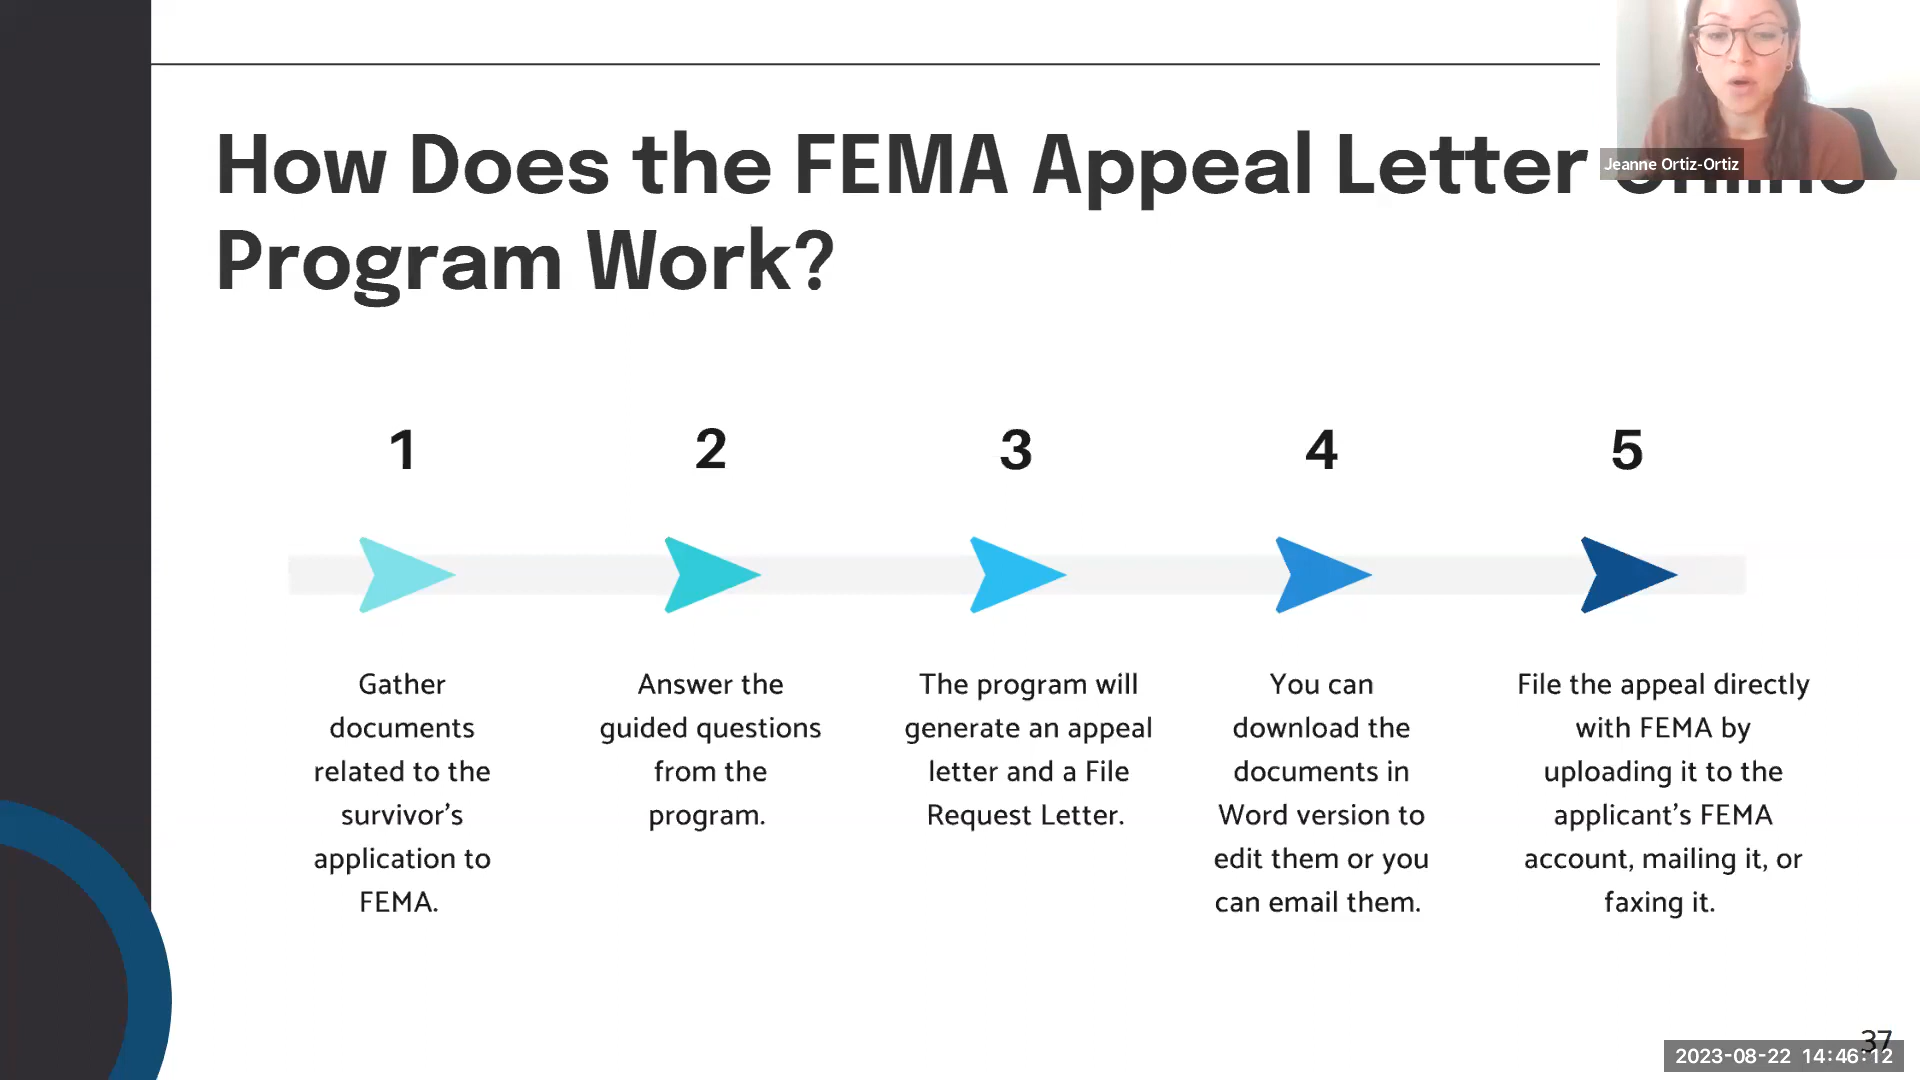 How Does the FEMA Appeal Letter Online
Program Work?
Jeanne Ortiz-Ortiz
1
2
3
4
5
Gather
documents
related to the
survivor’s
application to
FEMA.
Answer the
guided questions
from the
program.
The program will
generate an appeal
letter and a File
Request Letter.
You can
download the
documents in
Word version to
edit them or you
can email them.
File the appeal directly
with FEMA by
uploading it to the
applicant’s FEMA
account, mailing it, or
faxing it.
37
2023-08-22 14:46:12